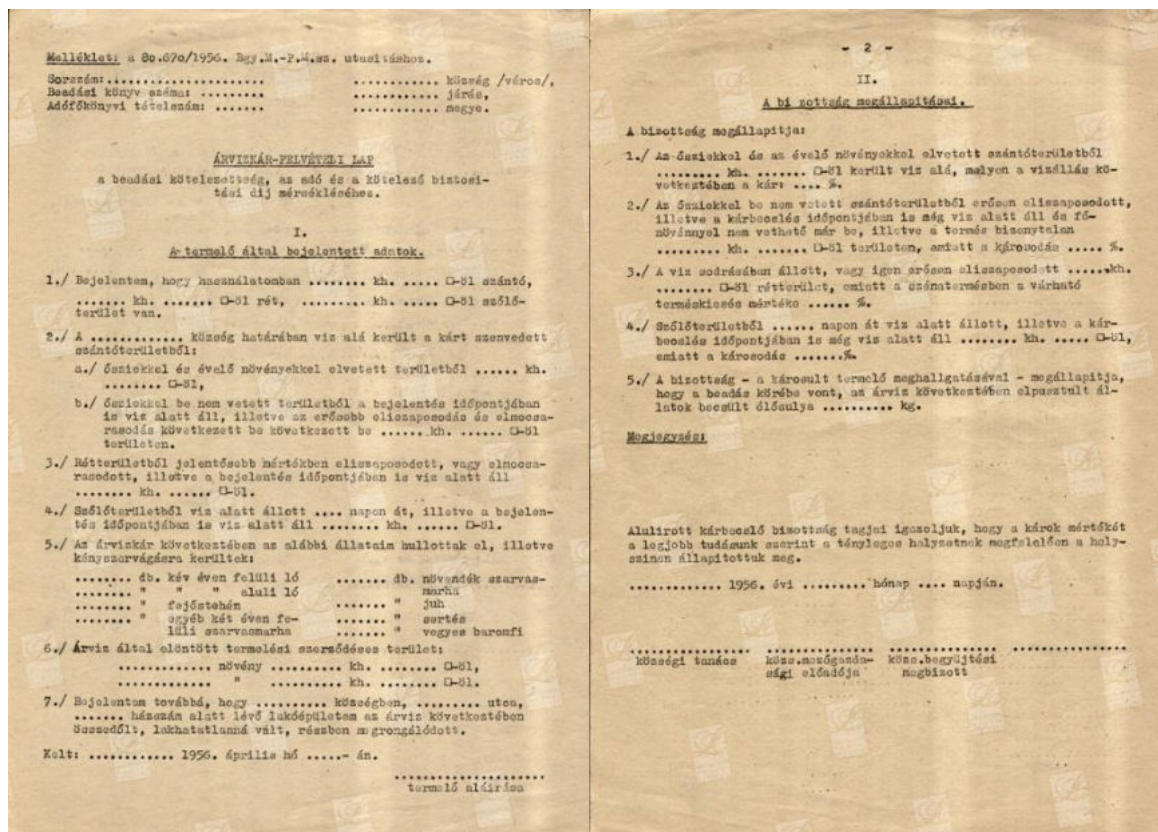 Melléklet: a 80.670/1956. Bgy.M.-P.M.sz. utasitáshoz.
Sorszám:...................... ............ község /város/,
Beadási könyv száma: ......... ............ járás,
Adófőkönyvi tételszám: ....... ............ megye.
ÁRVIZKÁR-FELVÉTELI LAP
a beadási kötelezettség, az adó és a kötelező biztosi-
tási dij mérsékléséhez.
I.
A termelő által bejelentett adatok.
1./ Bejelentem, hogy használatomban ........ kh. ..... □-öl szántó,
....... kh. ...... □-öl rét, ......... kh. ..... □-öl szőlő-
terület van.
2./ A ............. község határában viz alá került a kárt szenvedett
szántóterületből:
a./ ősziekkel és évelő növényekkel elvetett területből ...... kh.
........ □-öl,
b./ ősziekkel be nem vetett területből a bejelentés időpontjában
is viz alatt áll, illetve az erősebb eliszaposodás és elmocsa-
rasodás következett be következett be ...... kh. ...... □-öl
területen.
3./ Rétterületből jelentősebb mértékben eliszaposodott, vagy elmocsa-
rasodott, illetve a bejelentés időpontjában is viz alatt áll
........ kh. ...... □-öl.
4./ Szőlőterületből viz alatt állott .... napon át, illetve a bejelen-
tés időpontjában is viz alatt áll ........ kh. ...... □-öl.
5./ Az árvizkár következtében az alábbi állataim hullottak el, illetve
kényszervágásra kerültek:
........ db. két éven felüli ló ....... db. növendék szarvas-
........ " " " aluli ló marha
........ " fejőstehén ....... " juh
........ " egyéb két éven fe- ....... " sertés
lüli szarvasmarha ....... " vegyes baromfi
6./ Árviz által elöntött termelési szerződéses terület:
............. növény .......... kh. ........ □-öl,
............. " .......... kh. ........ □-öl.
7./ Bejelentem továbbá, hogy .......... községben, ......... utca,
....... házszám alatt lévő lakóépületem az árviz következtében
összedőlt, lakhatatlanná vált, részben megrongálódott.
Kelt: ............ 1956. április hó .....- án.
.....................
termelő aláirása
- 2 -
II.
A bi zottság megállapitásai.
A bizottság megállapitja:
1./ Az ősziekkel és az évelő növényekkel elvetett szántóterületből
......... kh. ....... □-öl került viz alá, melyen a vizállás kö-
vetkeztében a kár: .... %.
2./ Az ősziekkel be nem vetett szántóterületből erősen eliszaposodott,
illetve a kárbecslés időpontjában is még viz alatt áll és fő-
növénnyel nem vethető már be, illetve a termés bizonytalan
......... kh. ....... □-öl területen, emiatt a károsodás ..... %.
3./ A viz sodrásában állott, vagy igen erősen eliszaposodott ......kh.
........ □-öl rétterület, emiatt a szénatermésben a várható
terméskiesés mértéke ...... %.
4./ Szőlőterületből ...... napon át viz alatt állott, illetve a kár-
becslés időpontjában is még viz alatt áll ........ kh. ..... □-öl,
emiatt a károsodás .......%.
5./ A bizottság - a károsult termelő meghallgatásával - megállapitja,
hogy a beadás körébe vont, az árviz következtében elpusztult ál-
latok becsült élősulya .......... kg.
Megjegyzés:
Alulirott kárbecslő bizottság tagjai igazoljuk, hogy a károk mértékét
a legjobb tudásunk szerint a tényleges helyzetnek megfelelően a hely-
szinen állapitottuk meg.
............ 1956. évi ......... hónap .... napján.
............... ............... ............... ...............
községi tanács közs.mezőgazda- közs.begyüjtési
sági előadója megbizott